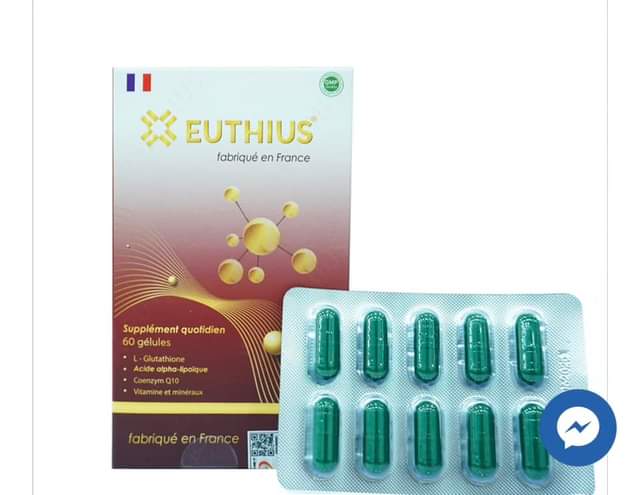 GMP
EUTHIUS®
fabriqué en France
Supplément quotidien
60 gélules
• L - Glutathione
• Acide alpha-lipoïque
• Coenzym Q10
• Vitamine et minéraux
fabriqué en France